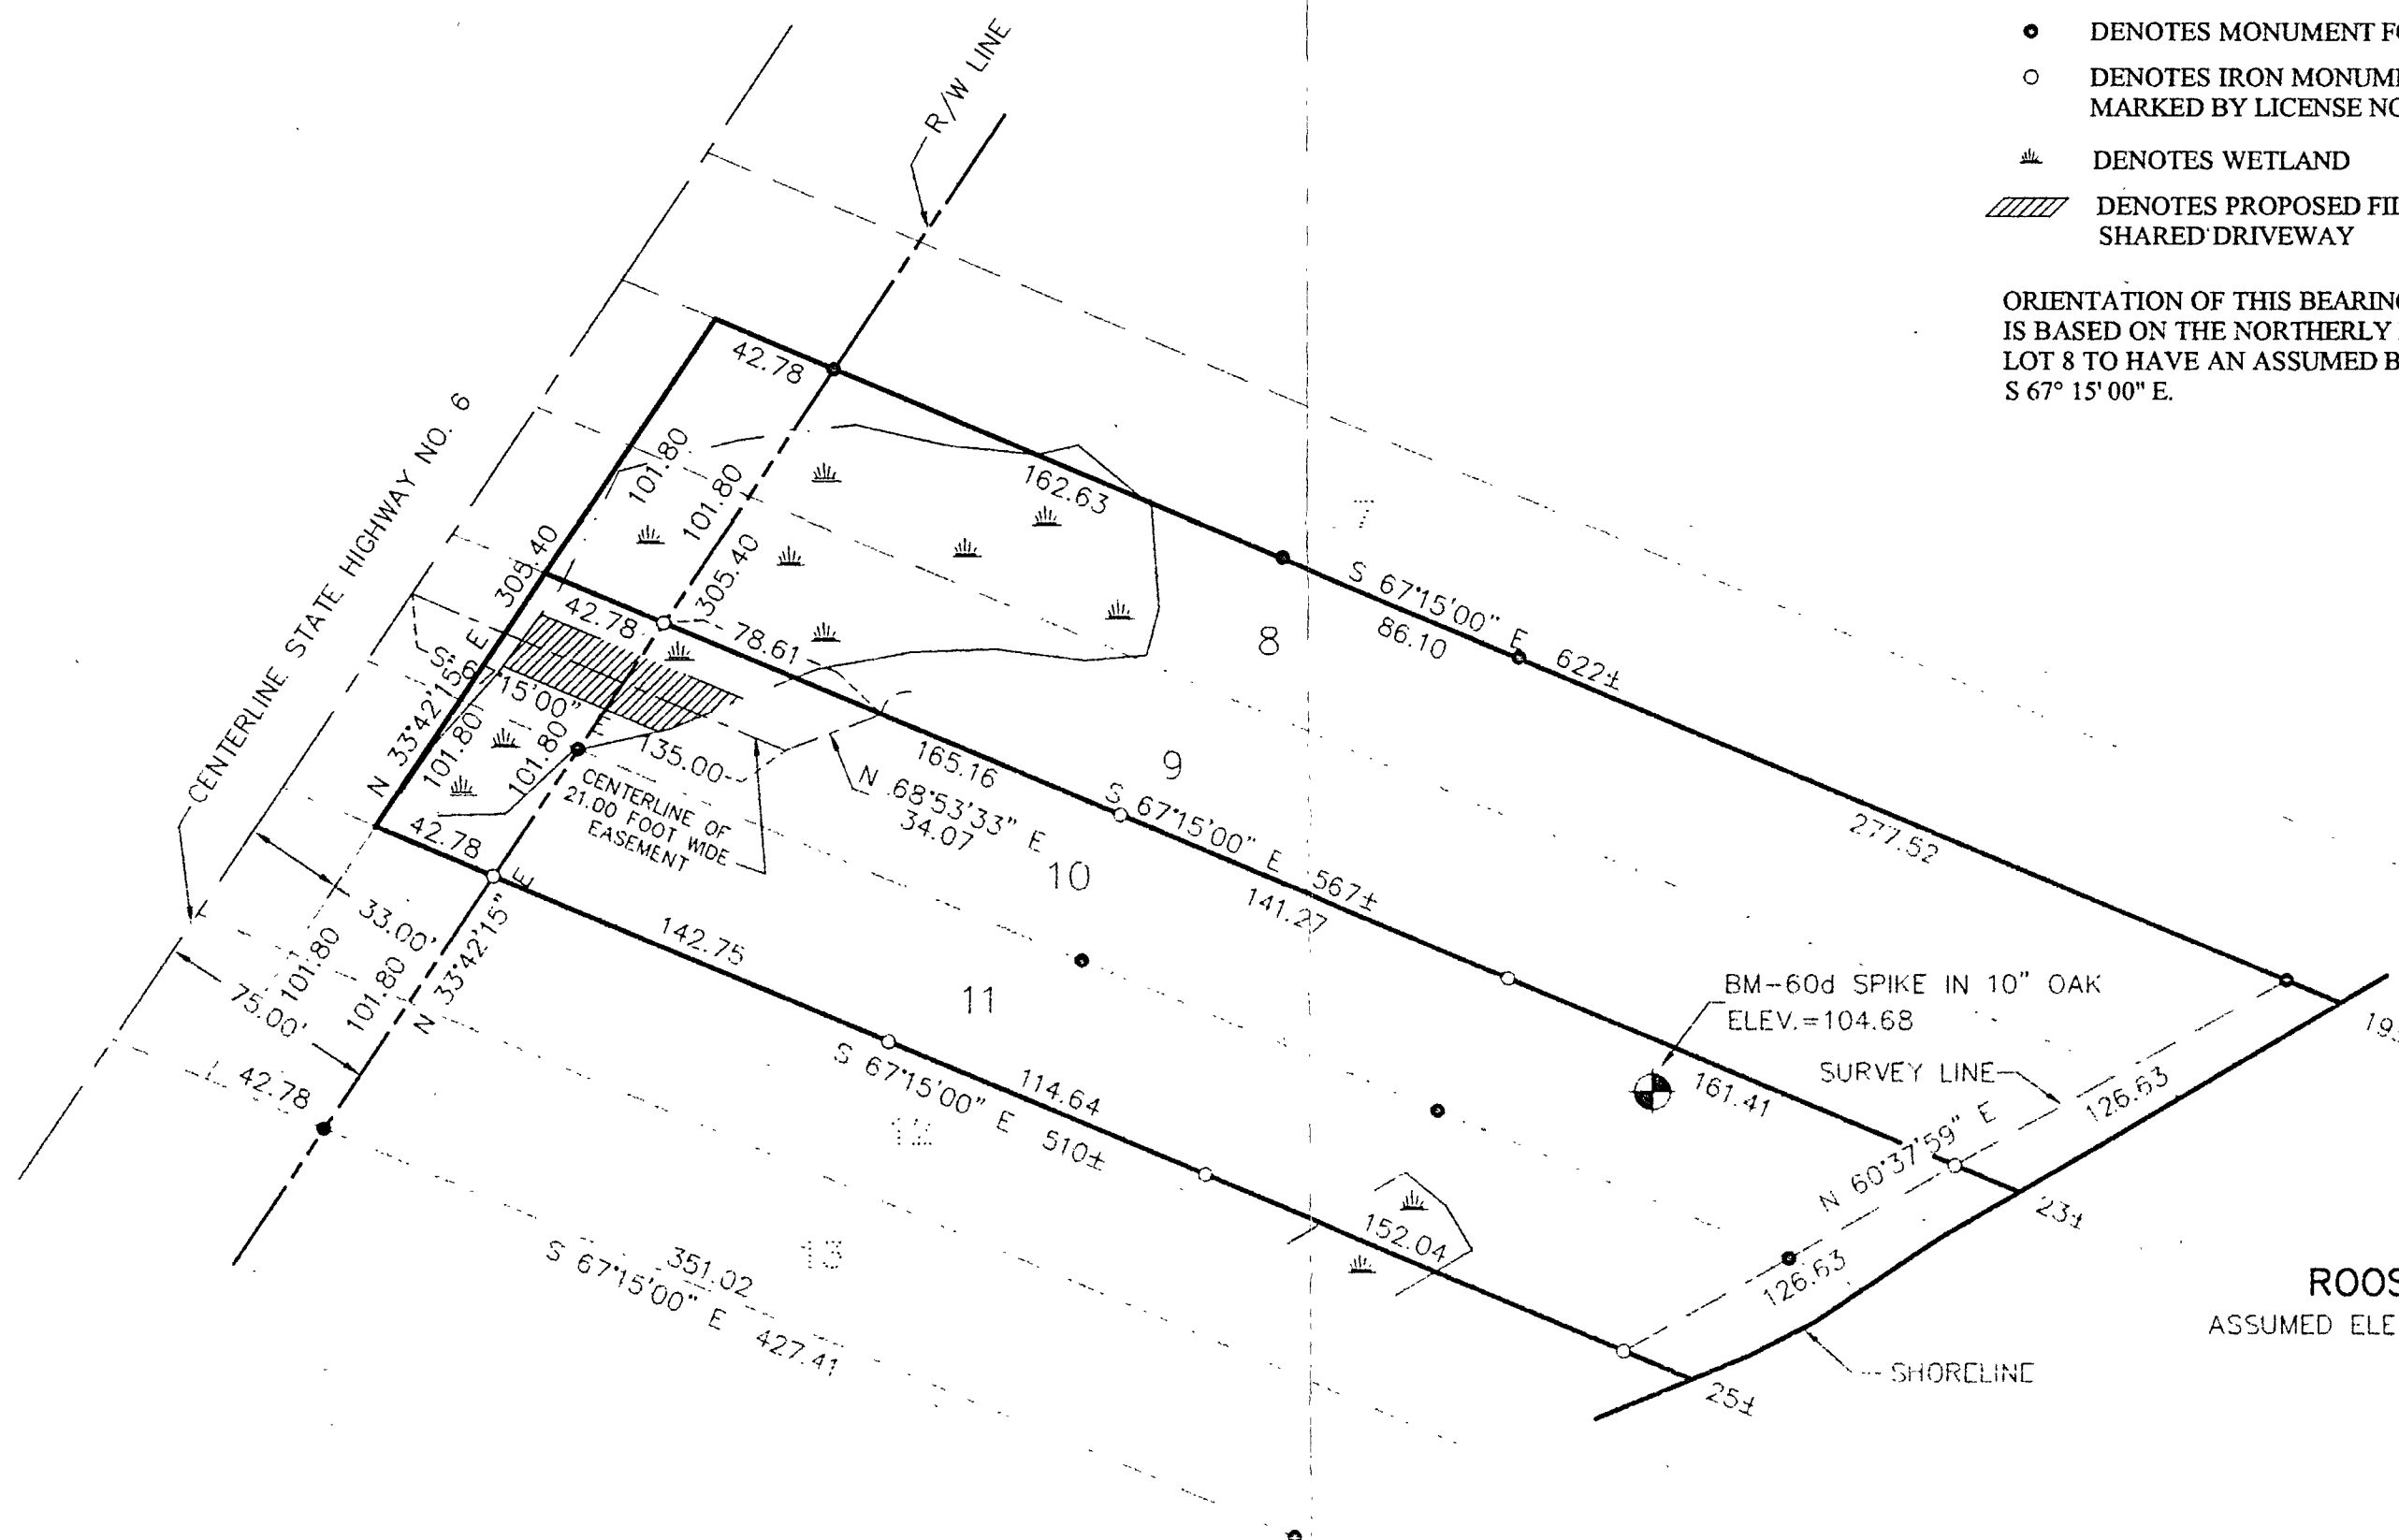 DENOTES MONUMENT FO
DENOTES IRON MONUM
MARKED BY LICENSE NO
DENOTES WETLAND
DENOTES PROPOSED FIL
SHARED DRIVEWAY
ORIENTATION OF THIS BEARING
IS BASED ON THE NORTHERLY
LOT 8 TO HAVE AN ASSUMED B
S 67° 15' 00" E.
R/W LINE
CENTERLINE STATE HIGHWAY NO. 6
42.78
162.63
7
S 67°15'00" E 622±
86.10
277.52
101.80
101.80
305.40
305.40
N 33°42'15" E
8
42.78
78.61
S 67°15'00" E
135.00
101.80
101.80
165.16
N 68°53'33" E
34.07
9
S 67°15'00" E 567±
141.27
161.41
CENTERLINE OF
21.00 FOOT WIDE
EASEMENT
10
42.78
142.75
11
S 67°15'00" E 510±
114.64
152.04
33.00'
75.00'
101.80
101.80
N 33°42'15" E
42.78
12
13
351.02
S 67°15'00" E 427.41
BM-60d SPIKE IN 10" OAK
ELEV.=104.68
SURVEY LINE
N 60°37'59" E
126.63
126.63
19
23±
25±
SHORELINE
ROOS
ASSUMED ELE